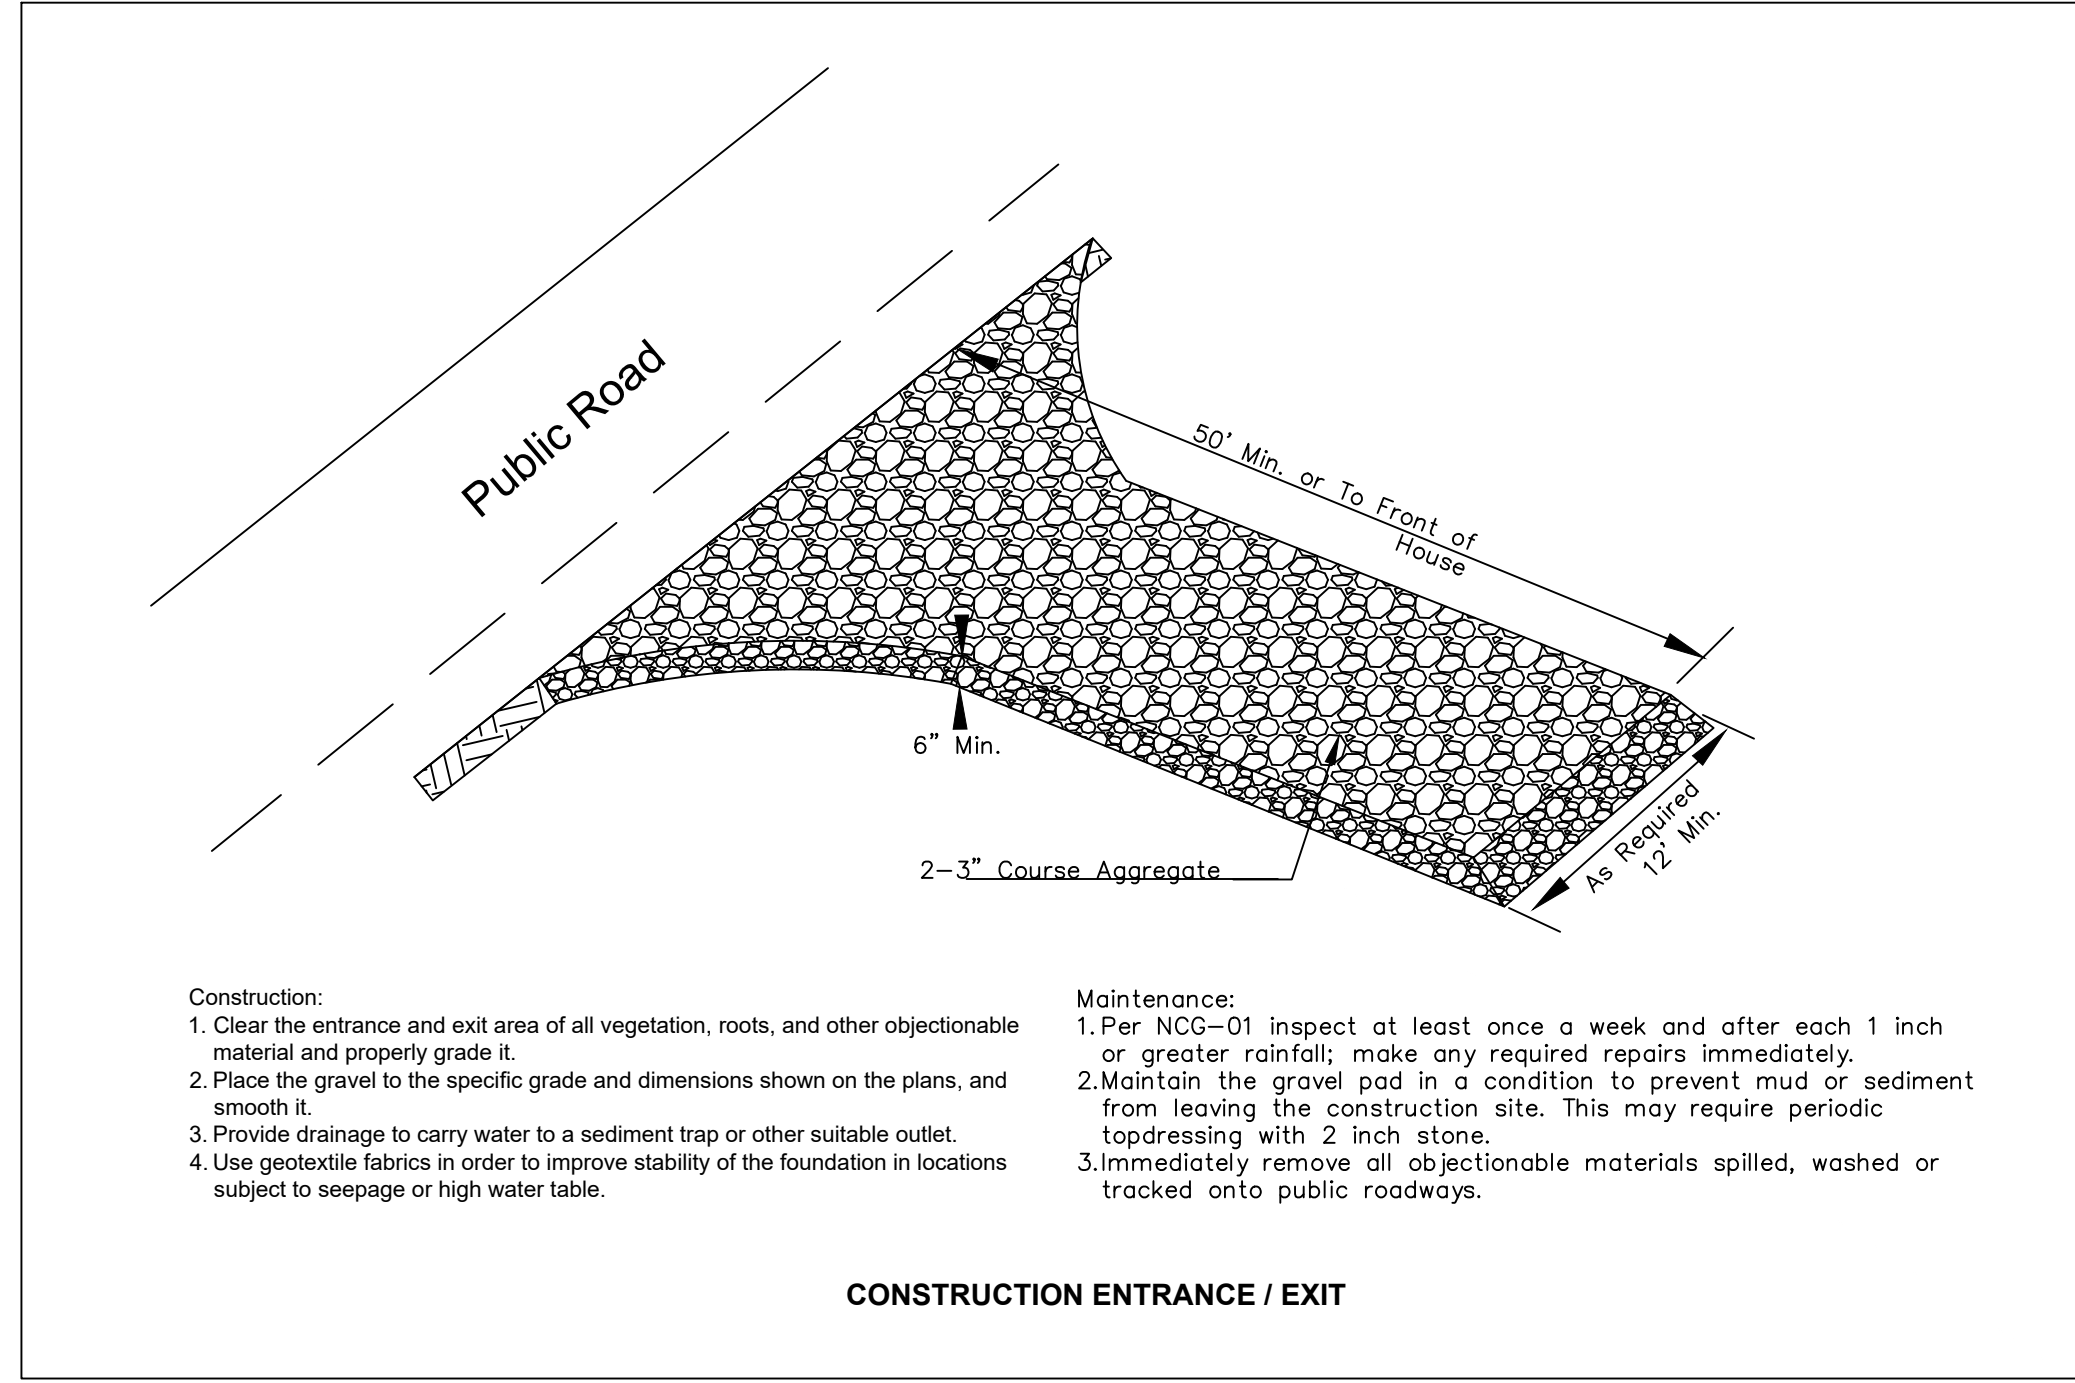 Public Road
50' Min. or To Front of
House
6" Min.
2-3" Course Aggregate
As Required
12' Min.
Construction:
1. Clear the entrance and exit area of all vegetation, roots, and other objectionable
material and properly grade it.
2. Place the gravel to the specific grade and dimensions shown on the plans, and
smooth it.
3. Provide drainage to carry water to a sediment trap or other suitable outlet.
4. Use geotextile fabrics in order to improve stability of the foundation in locations
subject to seepage or high water table.
Maintenance:
1. Per NCG-01 inspect at least once a week and after each 1 inch
or greater rainfall; make any required repairs immediately.
2. Maintain the gravel pad in a condition to prevent mud or sediment
from leaving the construction site. This may require periodic
topdressing with 2 inch stone.
3. Immediately remove all objectionable materials spilled, washed or
tracked onto public roadways.
CONSTRUCTION ENTRANCE / EXIT